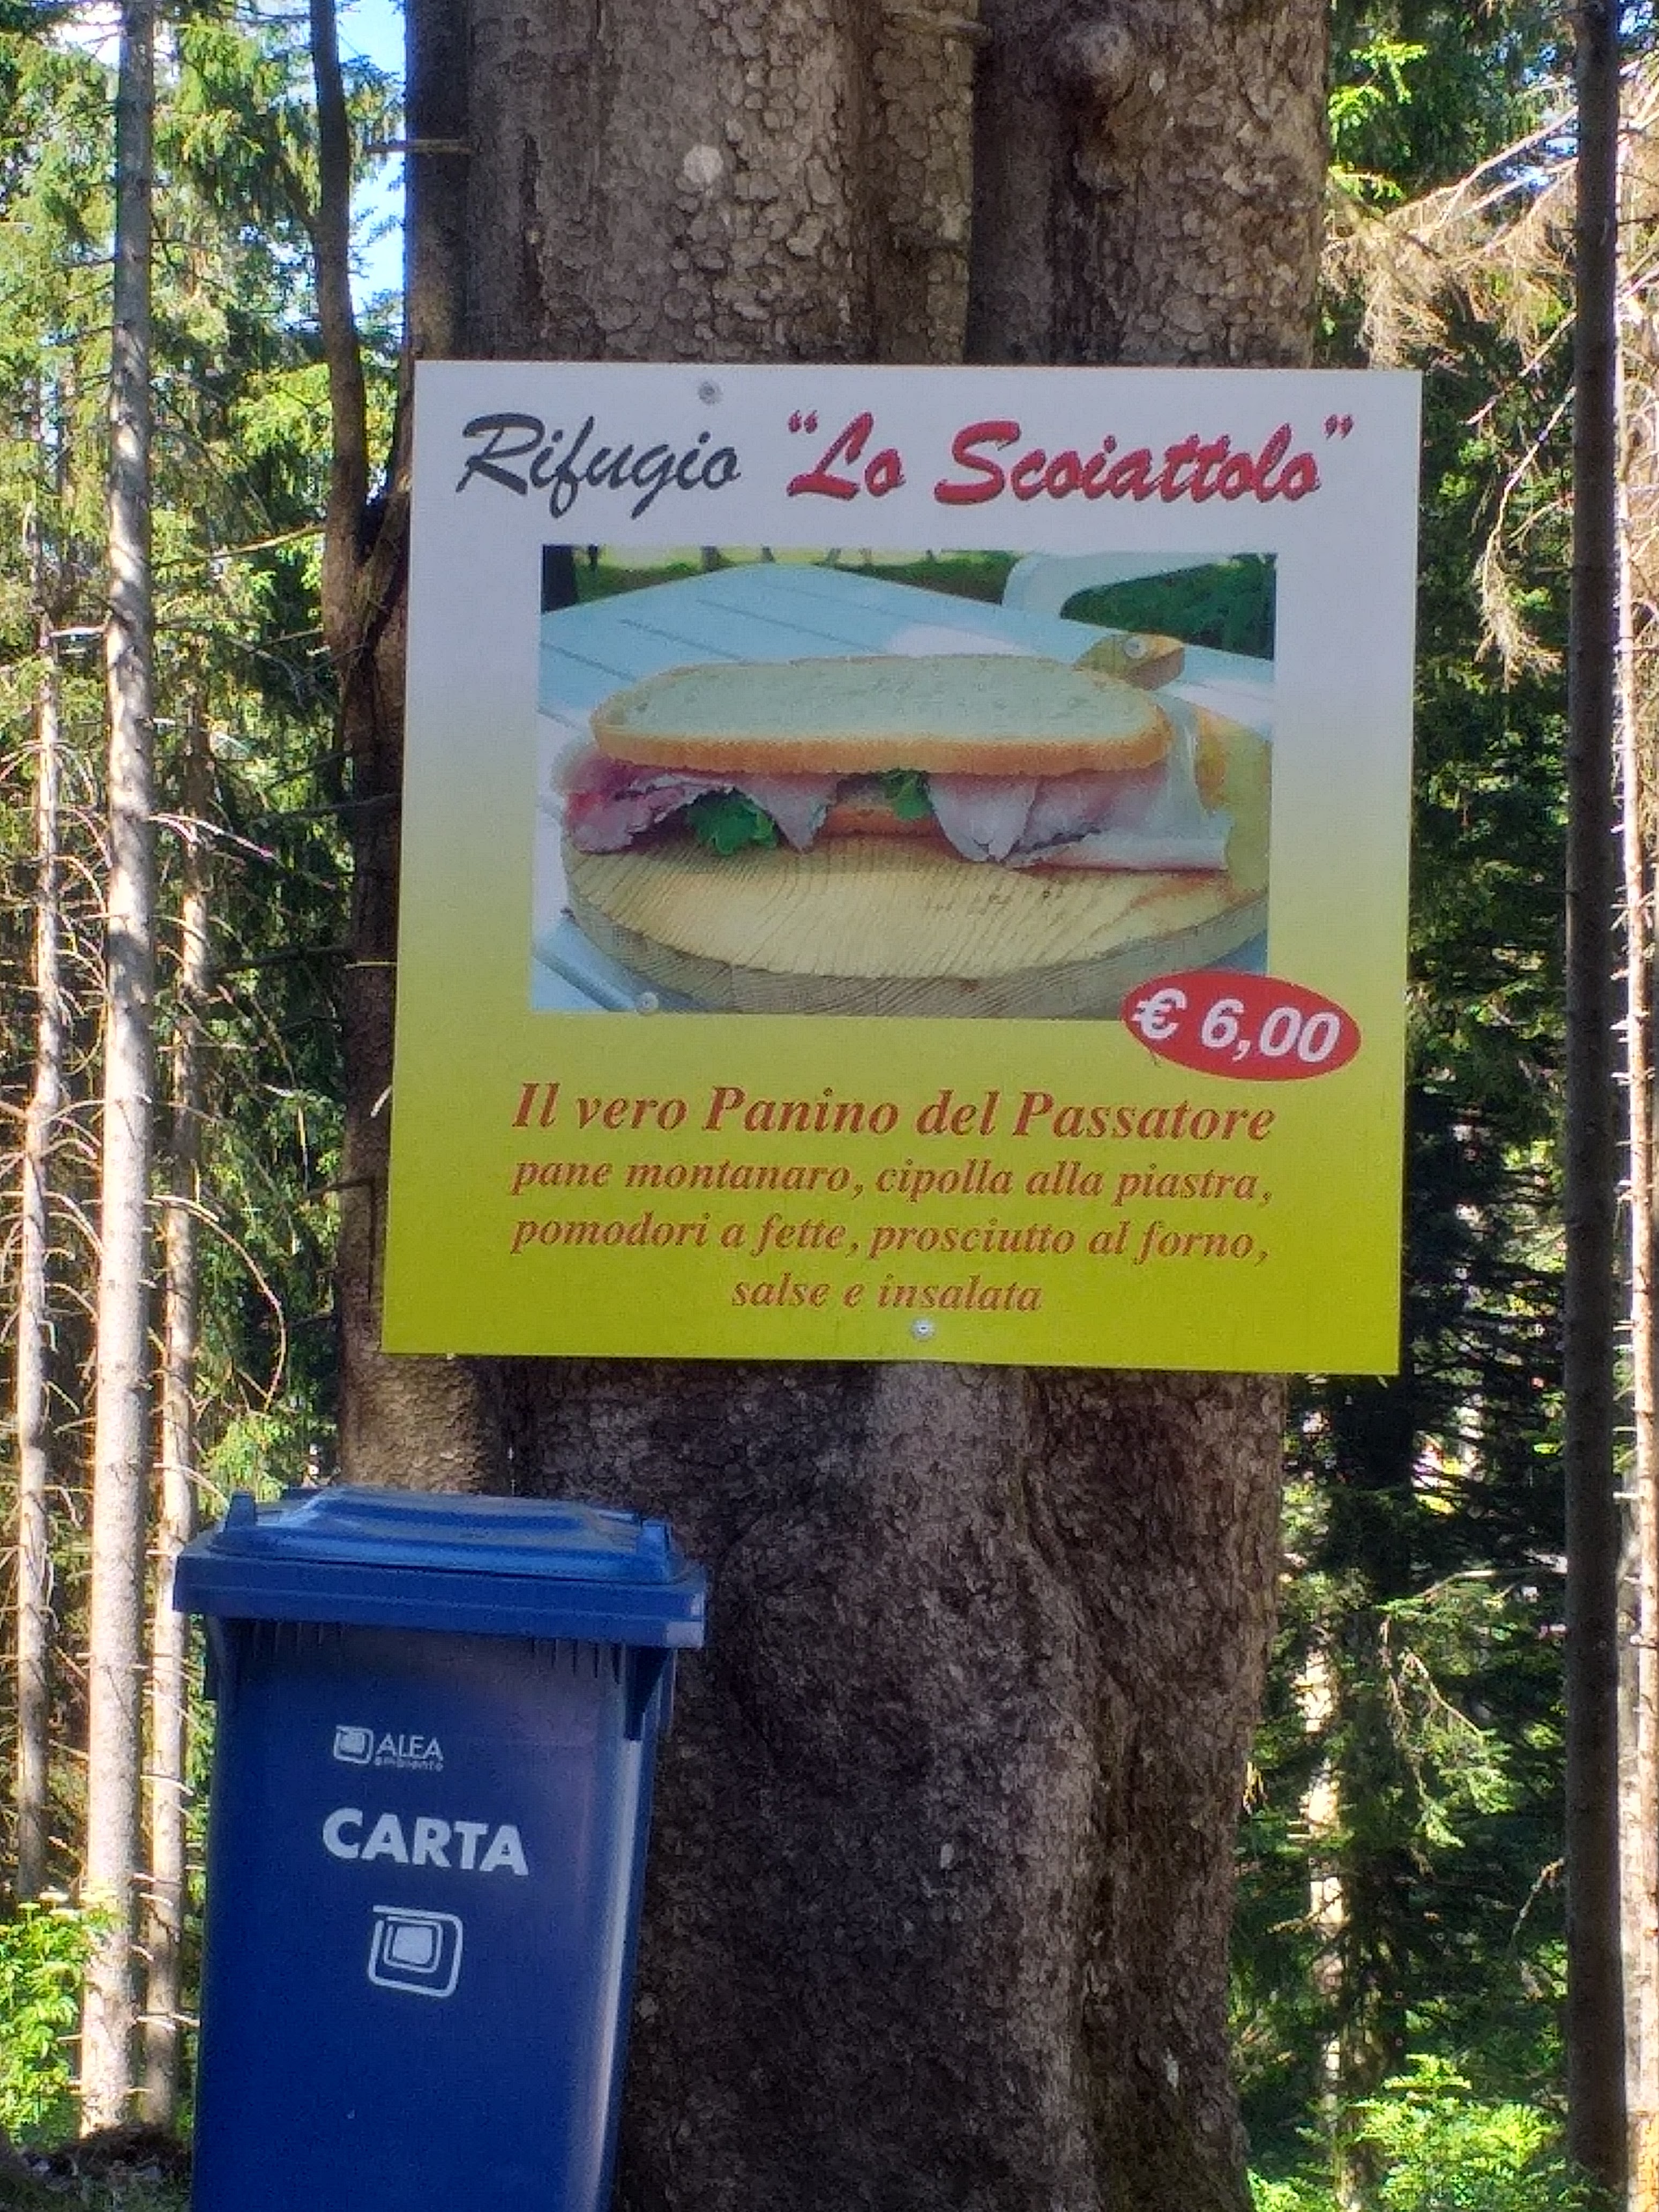 Rifugio "Lo Scoiattolo"
€ 6,00
Il vero Panino del Passatore
pane montanaro, cipolla alla piastra,
pomodori a fette, prosciutto al forno,
salse e insalata
ALEA
ambiente
CARTA